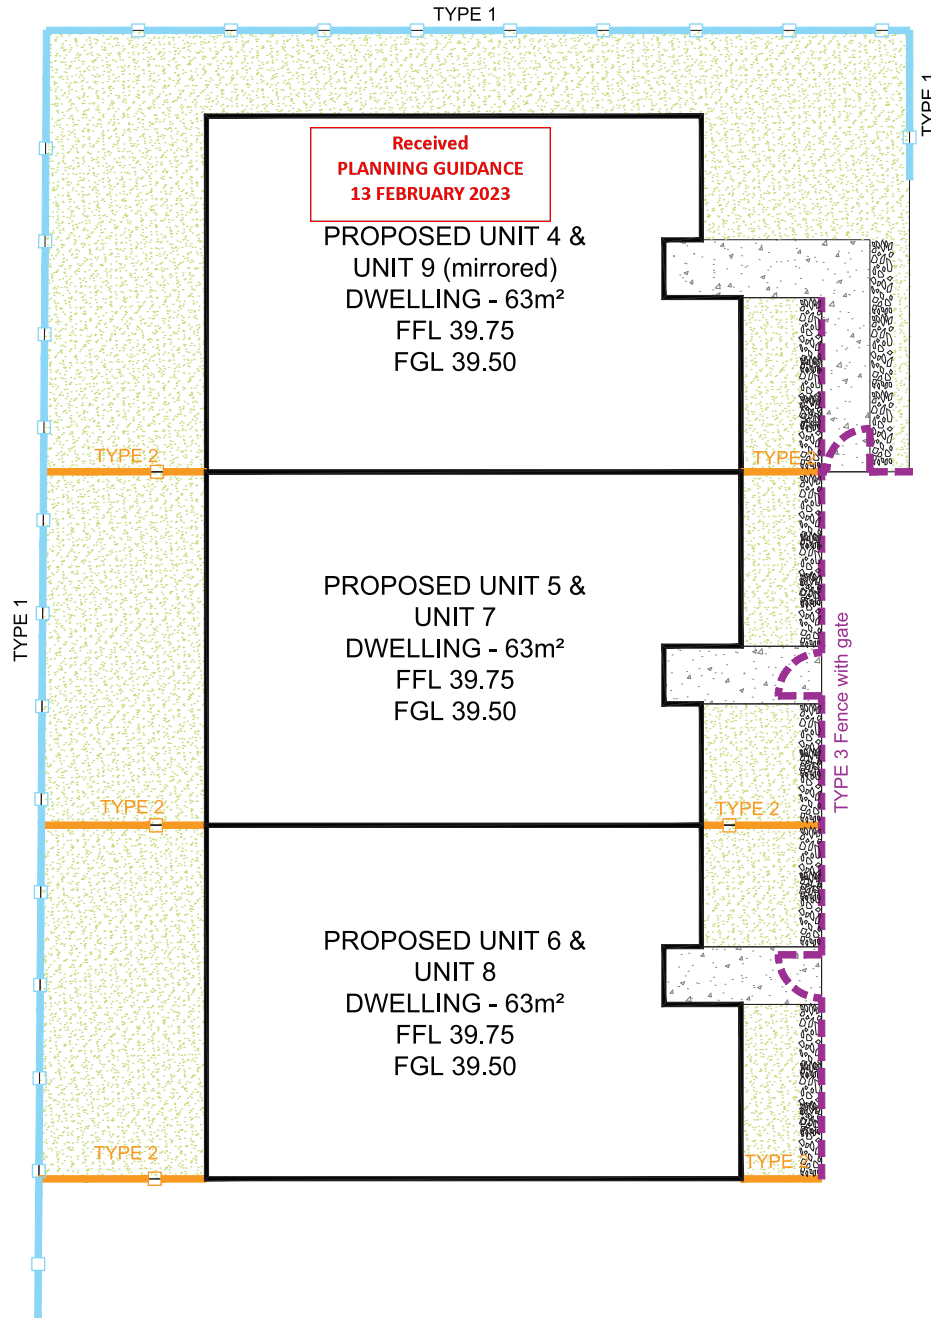 TYPE 1
TYPE 1
Received
PLANNING GUIDANCE
13 FEBRUARY 2023
PROPOSED UNIT 4 &
UNIT 9 (mirrored)
DWELLING - 63m²
FFL 39.75
FGL 39.50
TYPE 2
TYPE
PROPOSED UNIT 5 &
UNIT 7
DWELLING - 63m²
FFL 39.75
FGL 39.50
TYPE 1
TYPE 3 Fence with gate
TYPE 2
TYPE 2
PROPOSED UNIT 6 &
UNIT 8
DWELLING - 63m²
FFL 39.75
FGL 39.50
TYPE 2
TYPE 2